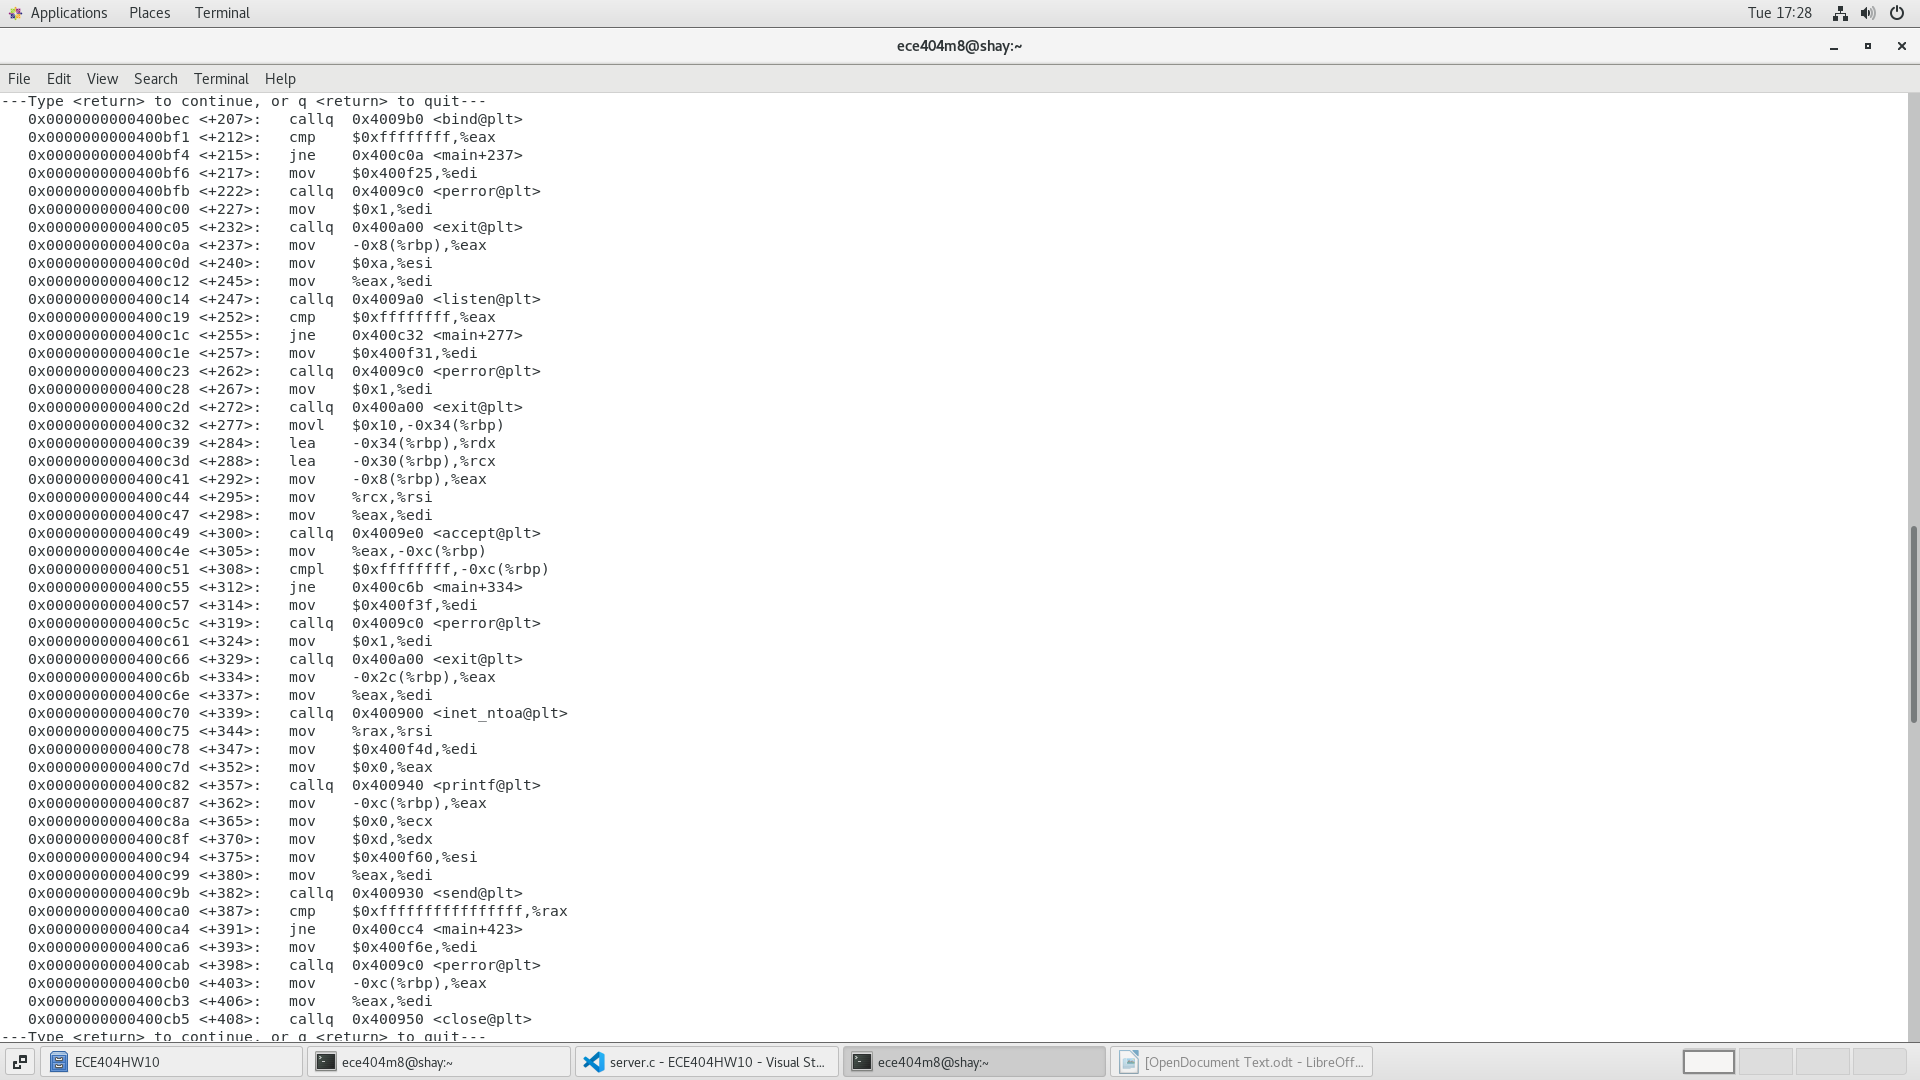 Applications Places Terminal Tue 17:28
ece404m8@shay:~
File Edit View Search Terminal Help
---Type <return> to continue, or q <return> to quit---
0x0000000000400bec <+207>: callq 0x4009b0 <bind@plt>
0x0000000000400bf1 <+212>: cmp $0xffffffff,%eax
0x0000000000400bf4 <+215>: jne 0x400c0a <main+237>
0x0000000000400bf6 <+217>: mov $0x400f25,%edi
0x0000000000400bfb <+222>: callq 0x4009c0 <perror@plt>
0x0000000000400c00 <+227>: mov $0x1,%edi
0x0000000000400c05 <+232>: callq 0x400a00 <exit@plt>
0x0000000000400c0a <+237>: mov -0x8(%rbp),%eax
0x0000000000400c0d <+240>: mov $0xa,%esi
0x0000000000400c12 <+245>: mov %eax,%edi
0x0000000000400c14 <+247>: callq 0x4009a0 <listen@plt>
0x0000000000400c19 <+252>: cmp $0xffffffff,%eax
0x0000000000400c1c <+255>: jne 0x400c32 <main+277>
0x0000000000400c1e <+257>: mov $0x400f31,%edi
0x0000000000400c23 <+262>: callq 0x4009c0 <perror@plt>
0x0000000000400c28 <+267>: mov $0x1,%edi
0x0000000000400c2d <+272>: callq 0x400a00 <exit@plt>
0x0000000000400c32 <+277>: movl $0x10,-0x34(%rbp)
0x0000000000400c39 <+284>: lea -0x34(%rbp),%rdx
0x0000000000400c3d <+288>: lea -0x30(%rbp),%rcx
0x0000000000400c41 <+292>: mov -0x8(%rbp),%eax
0x0000000000400c44 <+295>: mov %rcx,%rsi
0x0000000000400c47 <+298>: mov %eax,%edi
0x0000000000400c49 <+300>: callq 0x4009e0 <accept@plt>
0x0000000000400c4e <+305>: mov %eax,-0xc(%rbp)
0x0000000000400c51 <+308>: cmpl $0xffffffff,-0xc(%rbp)
0x0000000000400c55 <+312>: jne 0x400c6b <main+334>
0x0000000000400c57 <+314>: mov $0x400f3f,%edi
0x0000000000400c5c <+319>: callq 0x4009c0 <perror@plt>
0x0000000000400c61 <+324>: mov $0x1,%edi
0x0000000000400c66 <+329>: callq 0x400a00 <exit@plt>
0x0000000000400c6b <+334>: mov -0x2c(%rbp),%eax
0x0000000000400c6e <+337>: mov %eax,%edi
0x0000000000400c70 <+339>: callq 0x400900 <inet_ntoa@plt>
0x0000000000400c75 <+344>: mov %rax,%rsi
0x0000000000400c78 <+347>: mov $0x400f4d,%edi
0x0000000000400c7d <+352>: mov $0x0,%eax
0x0000000000400c82 <+357>: callq 0x400940 <printf@plt>
0x0000000000400c87 <+362>: mov -0xc(%rbp),%eax
0x0000000000400c8a <+365>: mov $0x0,%ecx
0x0000000000400c8f <+370>: mov $0xd,%edx
0x0000000000400c94 <+375>: mov $0x400f60,%esi
0x0000000000400c99 <+380>: mov %eax,%edi
0x0000000000400c9b <+382>: callq 0x400930 <send@plt>
0x0000000000400ca0 <+387>: cmp $0xffffffffffffffff,%rax
0x0000000000400ca4 <+391>: jne 0x400cc4 <main+423>
0x0000000000400ca6 <+393>: mov $0x400f6e,%edi
0x0000000000400cab <+398>: callq 0x4009c0 <perror@plt>
0x0000000000400cb0 <+403>: mov -0xc(%rbp),%eax
0x0000000000400cb3 <+406>: mov %eax,%edi
0x0000000000400cb5 <+408>: callq 0x400950 <close@plt>
---Type <return> to continue, or q <return> to quit---
ECE404HW10 ece404m8@shay:~ server.c - ECE404HW10 - Visual St... ece404m8@shay:~ [OpenDocument Text.odt - LibreOff...